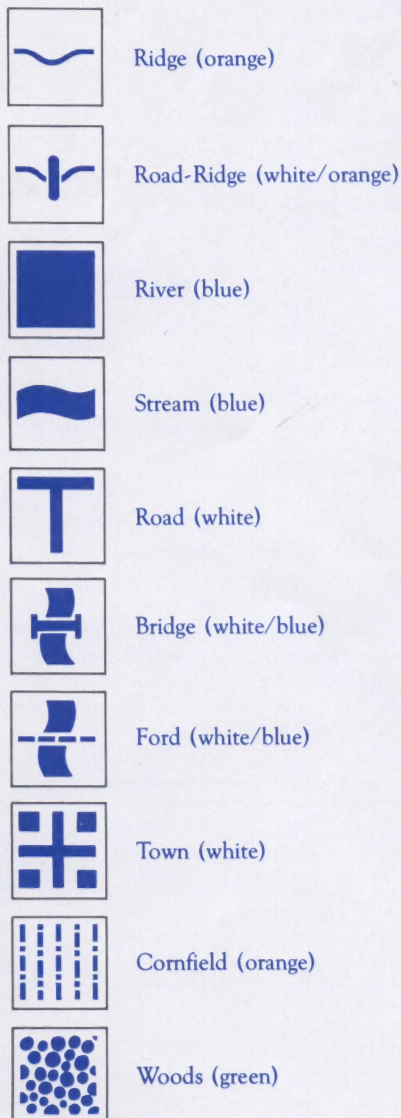 Ridge (orange)
Road-Ridge (white/orange)
River (blue)
Stream (blue)
Road (white)
Bridge (white/blue)
Ford (white/blue)
Town (white)
Cornfield (orange)
Woods (green)